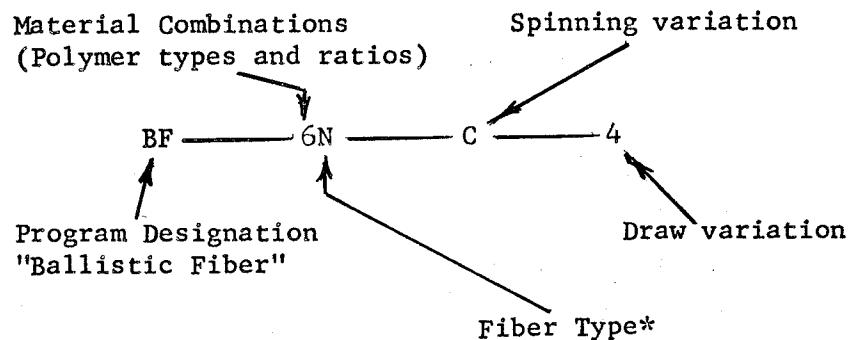 Material Combinations
(Polymer types and ratios)
Spinning variation
BF 6N C 4
Program Designation
"Ballistic Fiber"
Draw variation
Fiber Type*